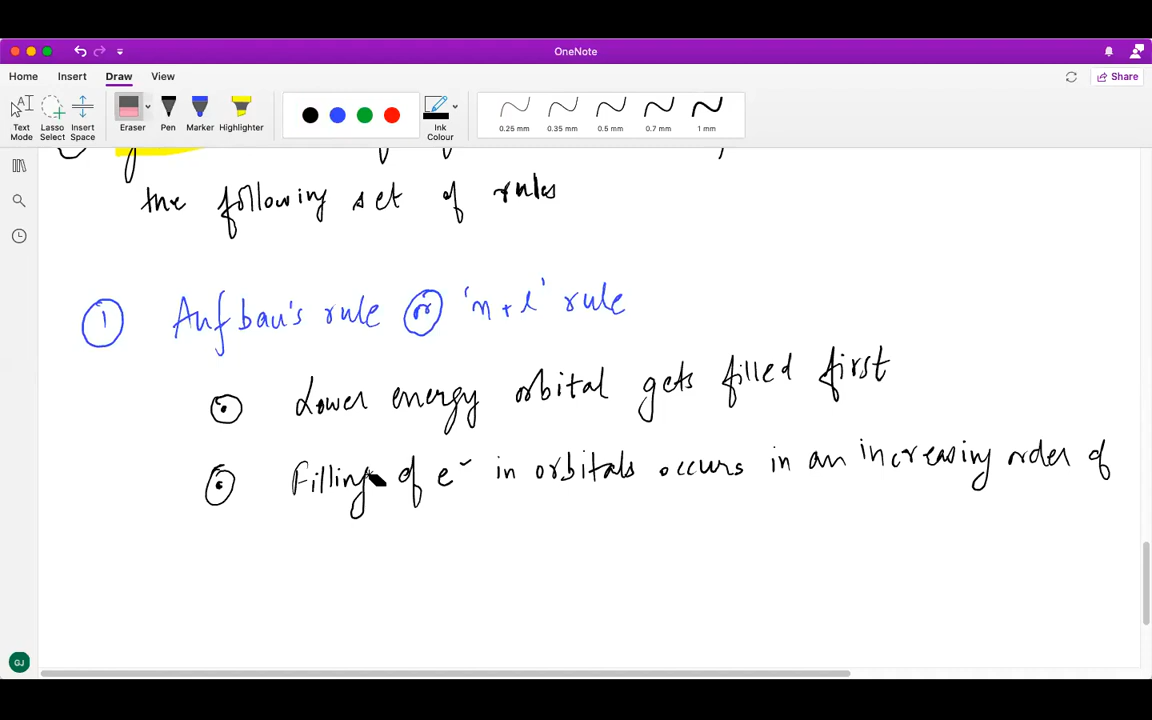 OneNote
Home Insert Draw View
Share
Text Mode
Lasso Select
Insert Space
Eraser
Pen
Marker
Highlighter
Ink Colour
0.25 mm
0.35 mm
0.5 mm
0.7 mm
1 mm
the following set of rules
1 Aufbau's rule or 'n+l' rule
Lower energy orbital gets filled first
Filling of e⁻ in orbitals occurs in an increasing order of
GJ